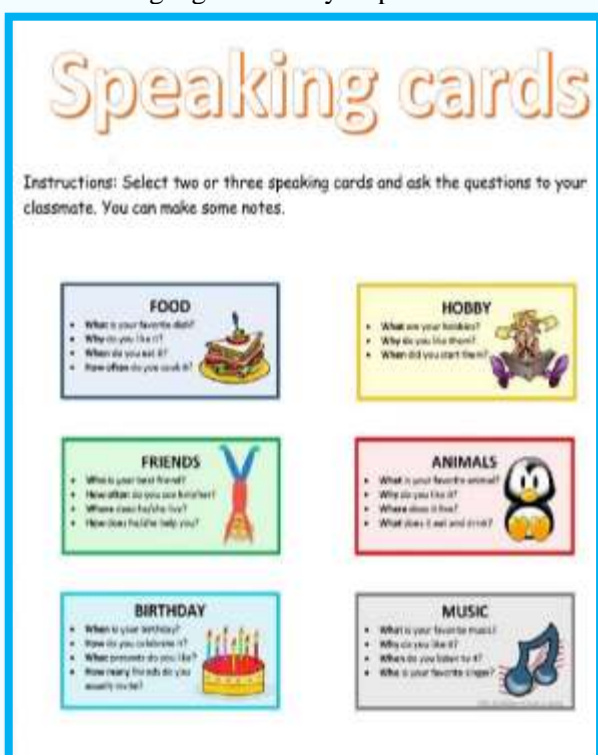 Speaking cards
Instructions: Select two or three speaking cards and ask the questions to your
classmate. You can make some notes.
FOOD
• What is your favorite dish?
• Why do you like it?
• When do you eat it?
• How often do you cook it?
HOBBY
• What are your hobbies?
• Why do you like them?
• When did you start them?
FRIENDS
• Who is your best friend?
• How often do you see him/her?
• Where does he/she live?
• How does he/she help you?
ANIMALS
• What is your favorite animal?
• Why do you like it?
• Where does it live?
• What does it eat and drink?
BIRTHDAY
• When is your birthday?
• How do you celebrate it?
• What presents do you like?
• How many friends do you
usually invite?
MUSIC
• What is your favorite music?
• Why do you like it?
• When do you listen to it?
• Who is your favorite singer?